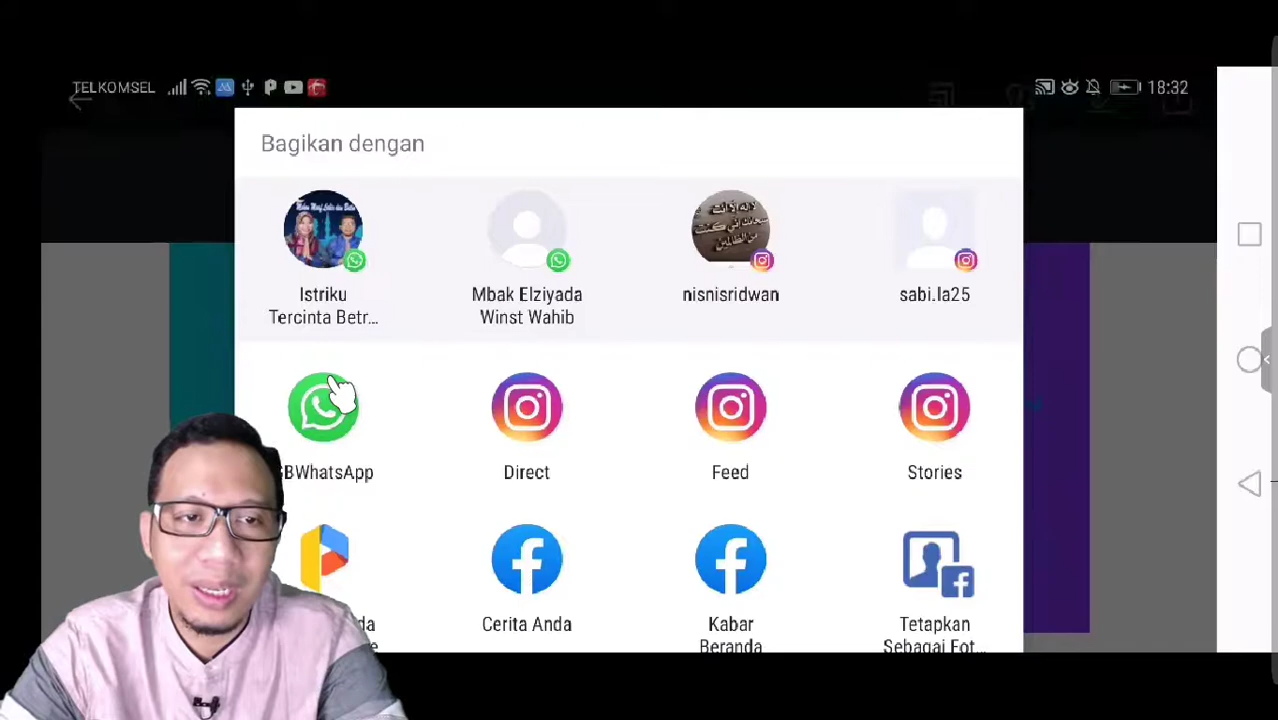 TELKOMSEL
18:32
Bagikan dengan
Istriku
Tercinta Betr...
Mbak Elziyada
Winst Wahib
nisnisridwan
sabi.la25
BWhatsApp
Direct
Feed
Stories
Cerita Anda
Kabar
Beranda
Tetapkan
Sebagai Fot...